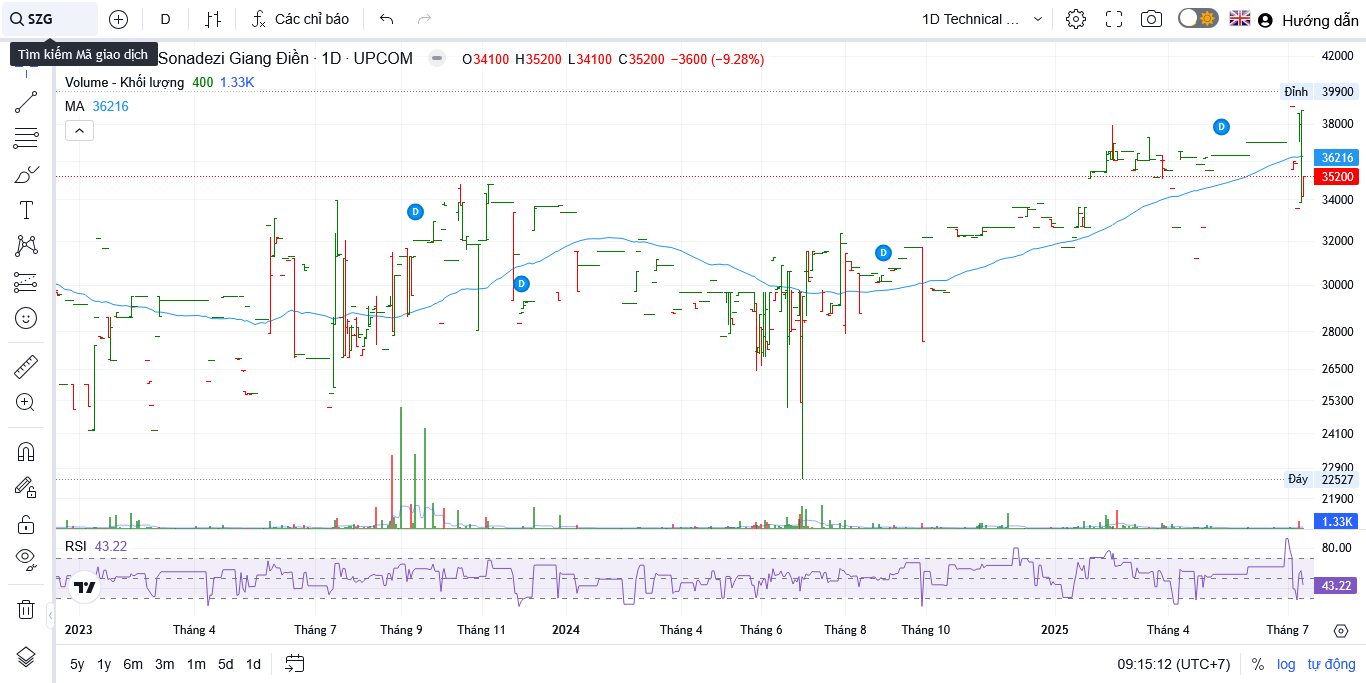 SZG
D
Các chỉ báo
1D Technical ...
Hướng dẫn
Tìm kiếm Mã giao dịch
Sonadezi Giang Điền · 1D · UPCOM
O34100 H35200 L34100 C35200 −3600 (−9.28%)
Volume - Khối lượng 400 1.33K
MA 36216
42000
Đỉnh 39900
38000
36216
35200
34000
32000
30000
28000
26500
25300
24100
22900
Đáy 22527
21900
1.33K
D
D
D
D
RSI 43.22
80.00
43.22
2023 Tháng 4 Tháng 7 Tháng 9 Tháng 11 2024 Tháng 4 Tháng 6 Tháng 8 Tháng 10 2025 Tháng 4 Tháng 7
5y 1y 6m 3m 1m 5d 1d
09:15:12 (UTC+7) % log tự động